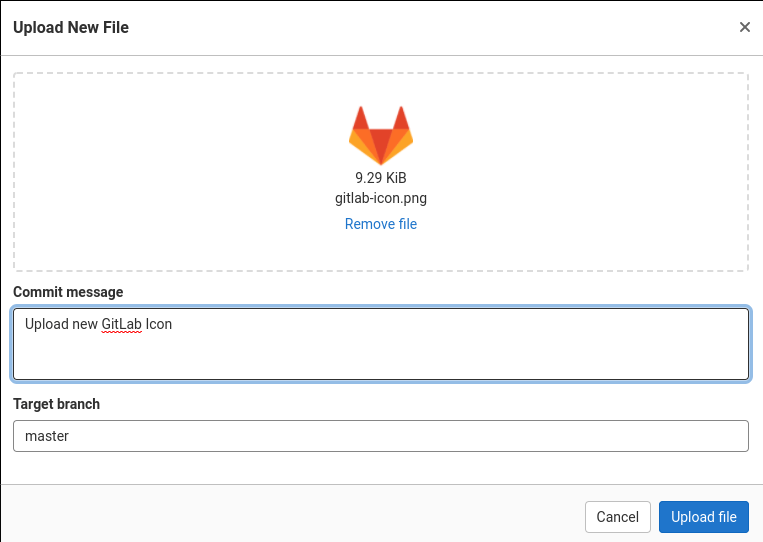 Upload New File
9.29 KiB
gitlab-icon.png
Remove file
Commit message
Upload new GitLab Icon
Target branch
master
Cancel
Upload file